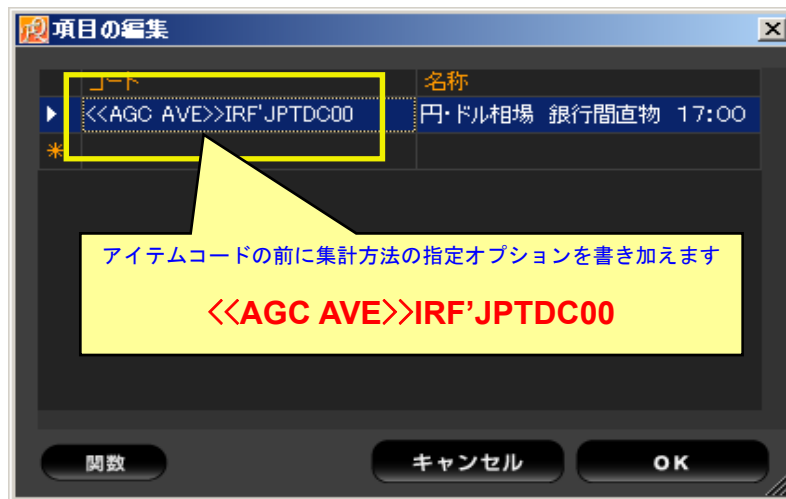 項目の編集
コード 名称
<<AGC AVE>>IRF'JPTDC00 円・ドル相場 銀行間直物 17:00
アイテムコードの前に集計方法の指定オプションを書き加えます
<<AGC AVE>>IRF’JPTDC00
関数 キャンセル OK